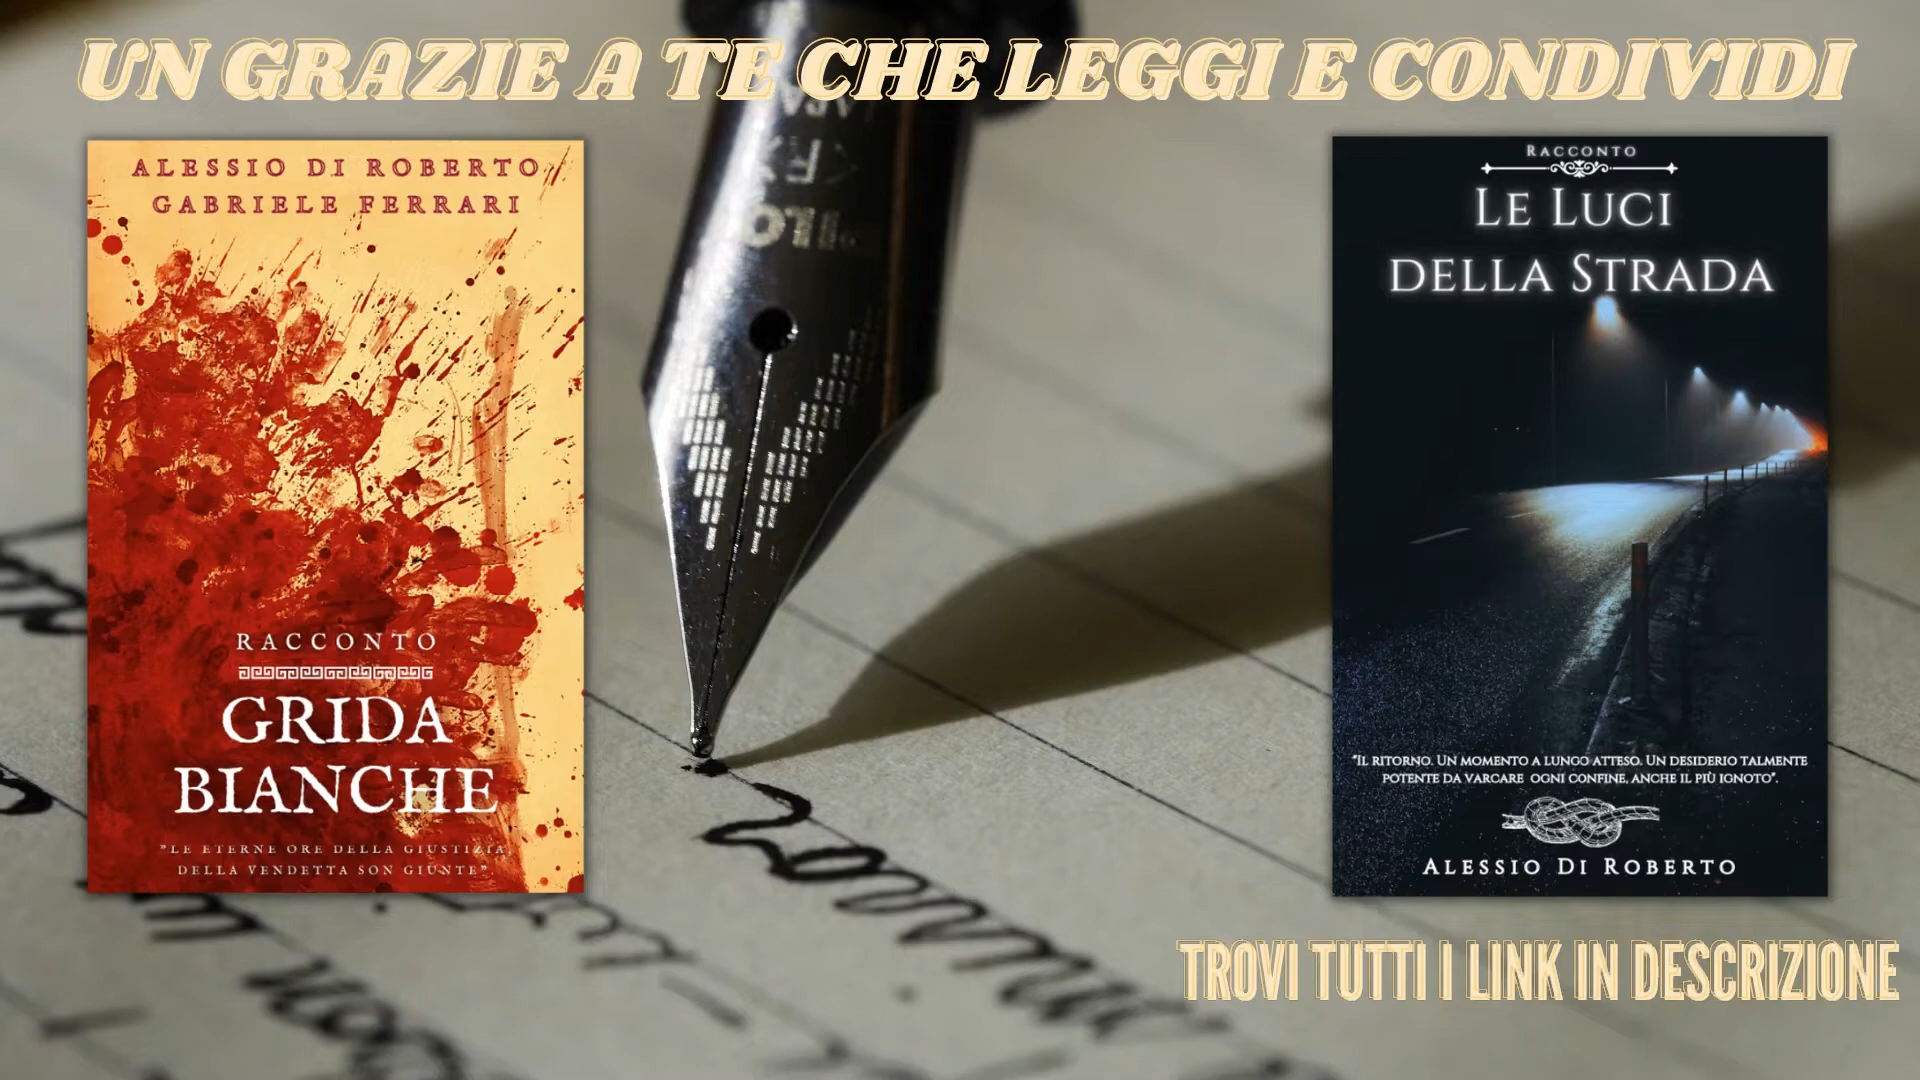 UN GRAZIE A TE CHE LEGGI E CONDIVIDI
ALESSIO DI ROBERTO
GABRIELE FERRARI
RACCONTO
GRIDA
BIANCHE
"LE ETERNE ORE DELLA GIUSTIZIA,
DELLA VENDETTA SON GIUNTE".
RACCONTO
LE LUCI
DELLA STRADA
"IL RITORNO. UN MOMENTO A LUNGO ATTESO. UN DESIDERIO TALMENTE
POTENTE DA VARCARE OGNI CONFINE, ANCHE IL PIÙ IGNOTO".
ALESSIO DI ROBERTO
TROVI TUTTI I LINK IN DESCRIZIONE